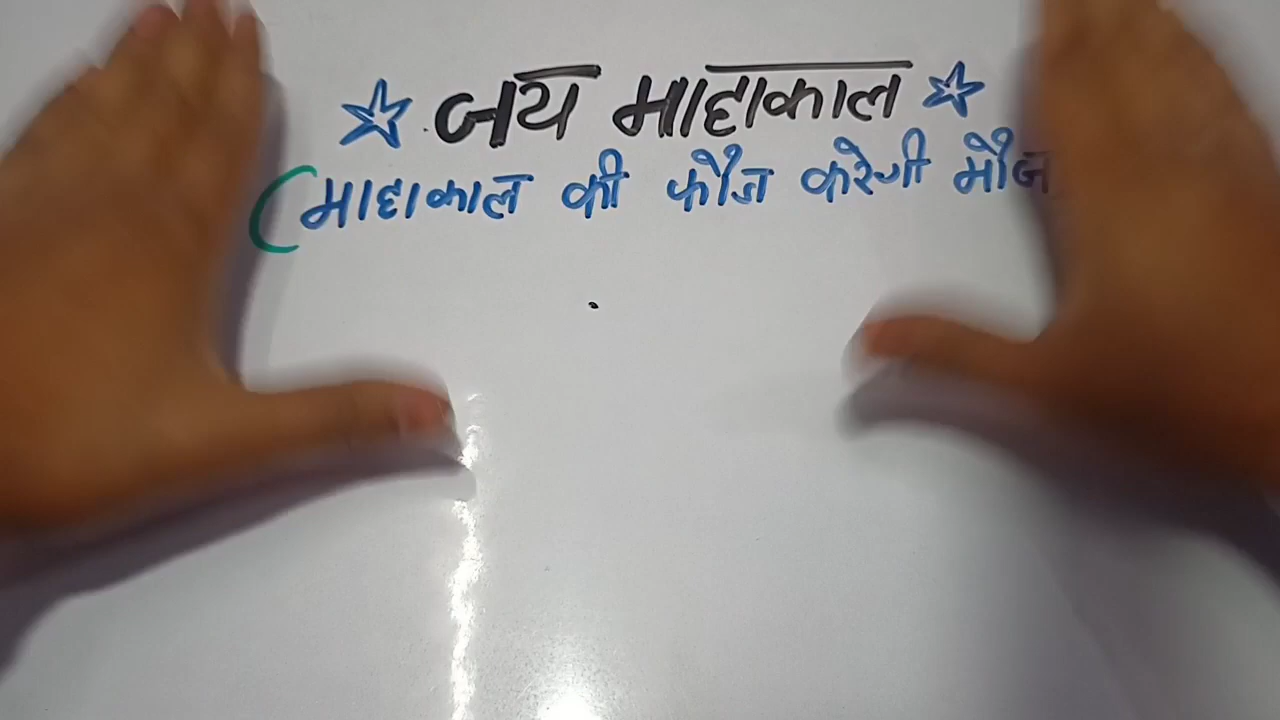 ☆ जय माहाकाल ☆
(माहाकाल की फौज करेगी मौज